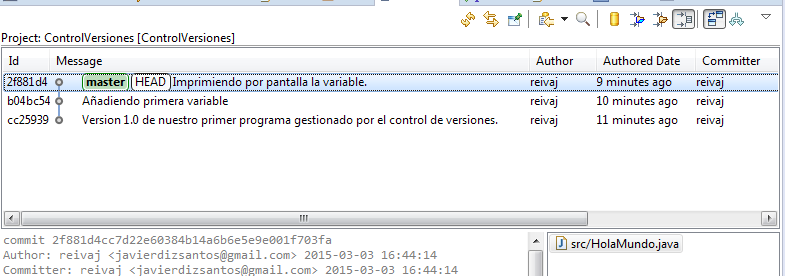 Project: ControlVersiones [ControlVersiones]
Id Message Author Authored Date Committer
2f881d4 master HEAD Imprimiendo por pantalla la variable. reivaj 9 minutes ago reivaj
b04bc54 Añadiendo primera variable reivaj 10 minutes ago reivaj
cc25939 Version 1.0 de nuestro primer programa gestionado por el control de versiones. reivaj 11 minutes ago reivaj
commit 2f881d4cc7d22e60384b14a6b6e5e9e001f703fa
Author: reivaj <javierdizsantos@gmail.com> 2015-03-03 16:44:14
Committer: reivaj <javierdizsantos@gmail.com> 2015-03-03 16:44:14
src/HolaMundo.java